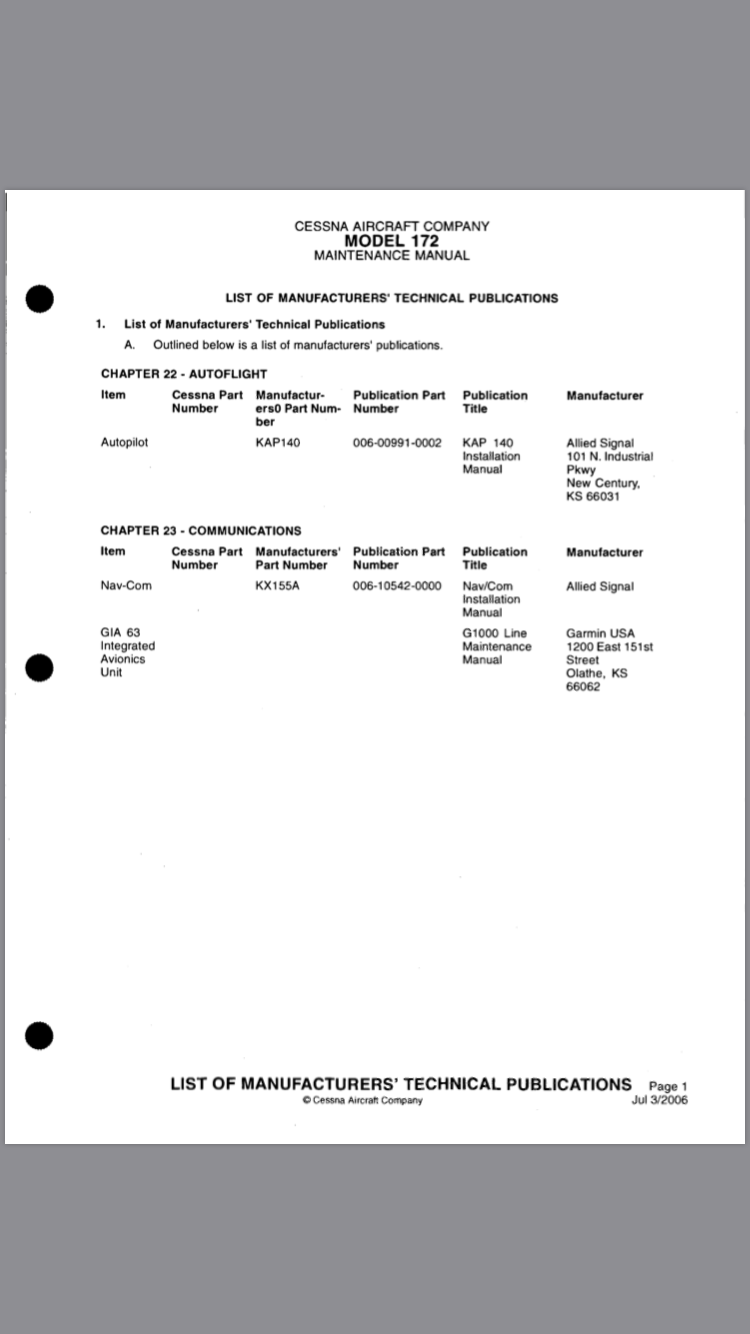 CESSNA AIRCRAFT COMPANY
MODEL 172
MAINTENANCE MANUAL
LIST OF MANUFACTURERS' TECHNICAL PUBLICATIONS
1. List of Manufacturers' Technical Publications
A. Outlined below is a list of manufacturers' publications.
CHAPTER 22 - AUTOFLIGHT
Item Cessna Part Manufactur- Publication Part Publication Manufacturer
Number ers0 Part Num- Number Title
ber
Autopilot KAP140 006-00991-0002 KAP 140 Allied Signal
Installation 101 N. Industrial
Manual Pkwy
New Century,
KS 66031
CHAPTER 23 - COMMUNICATIONS
Item Cessna Part Manufacturers' Publication Part Publication Manufacturer
Number Part Number Number Title
Nav-Com KX155A 006-10542-0000 Nav/Com Allied Signal
Installation
Manual
GIA 63 G1000 Line Garmin USA
Integrated Maintenance 1200 East 151st
Avionics Manual Street
Unit Olathe, KS
66062
LIST OF MANUFACTURERS' TECHNICAL PUBLICATIONS Page 1
© Cessna Aircraft Company Jul 3/2006